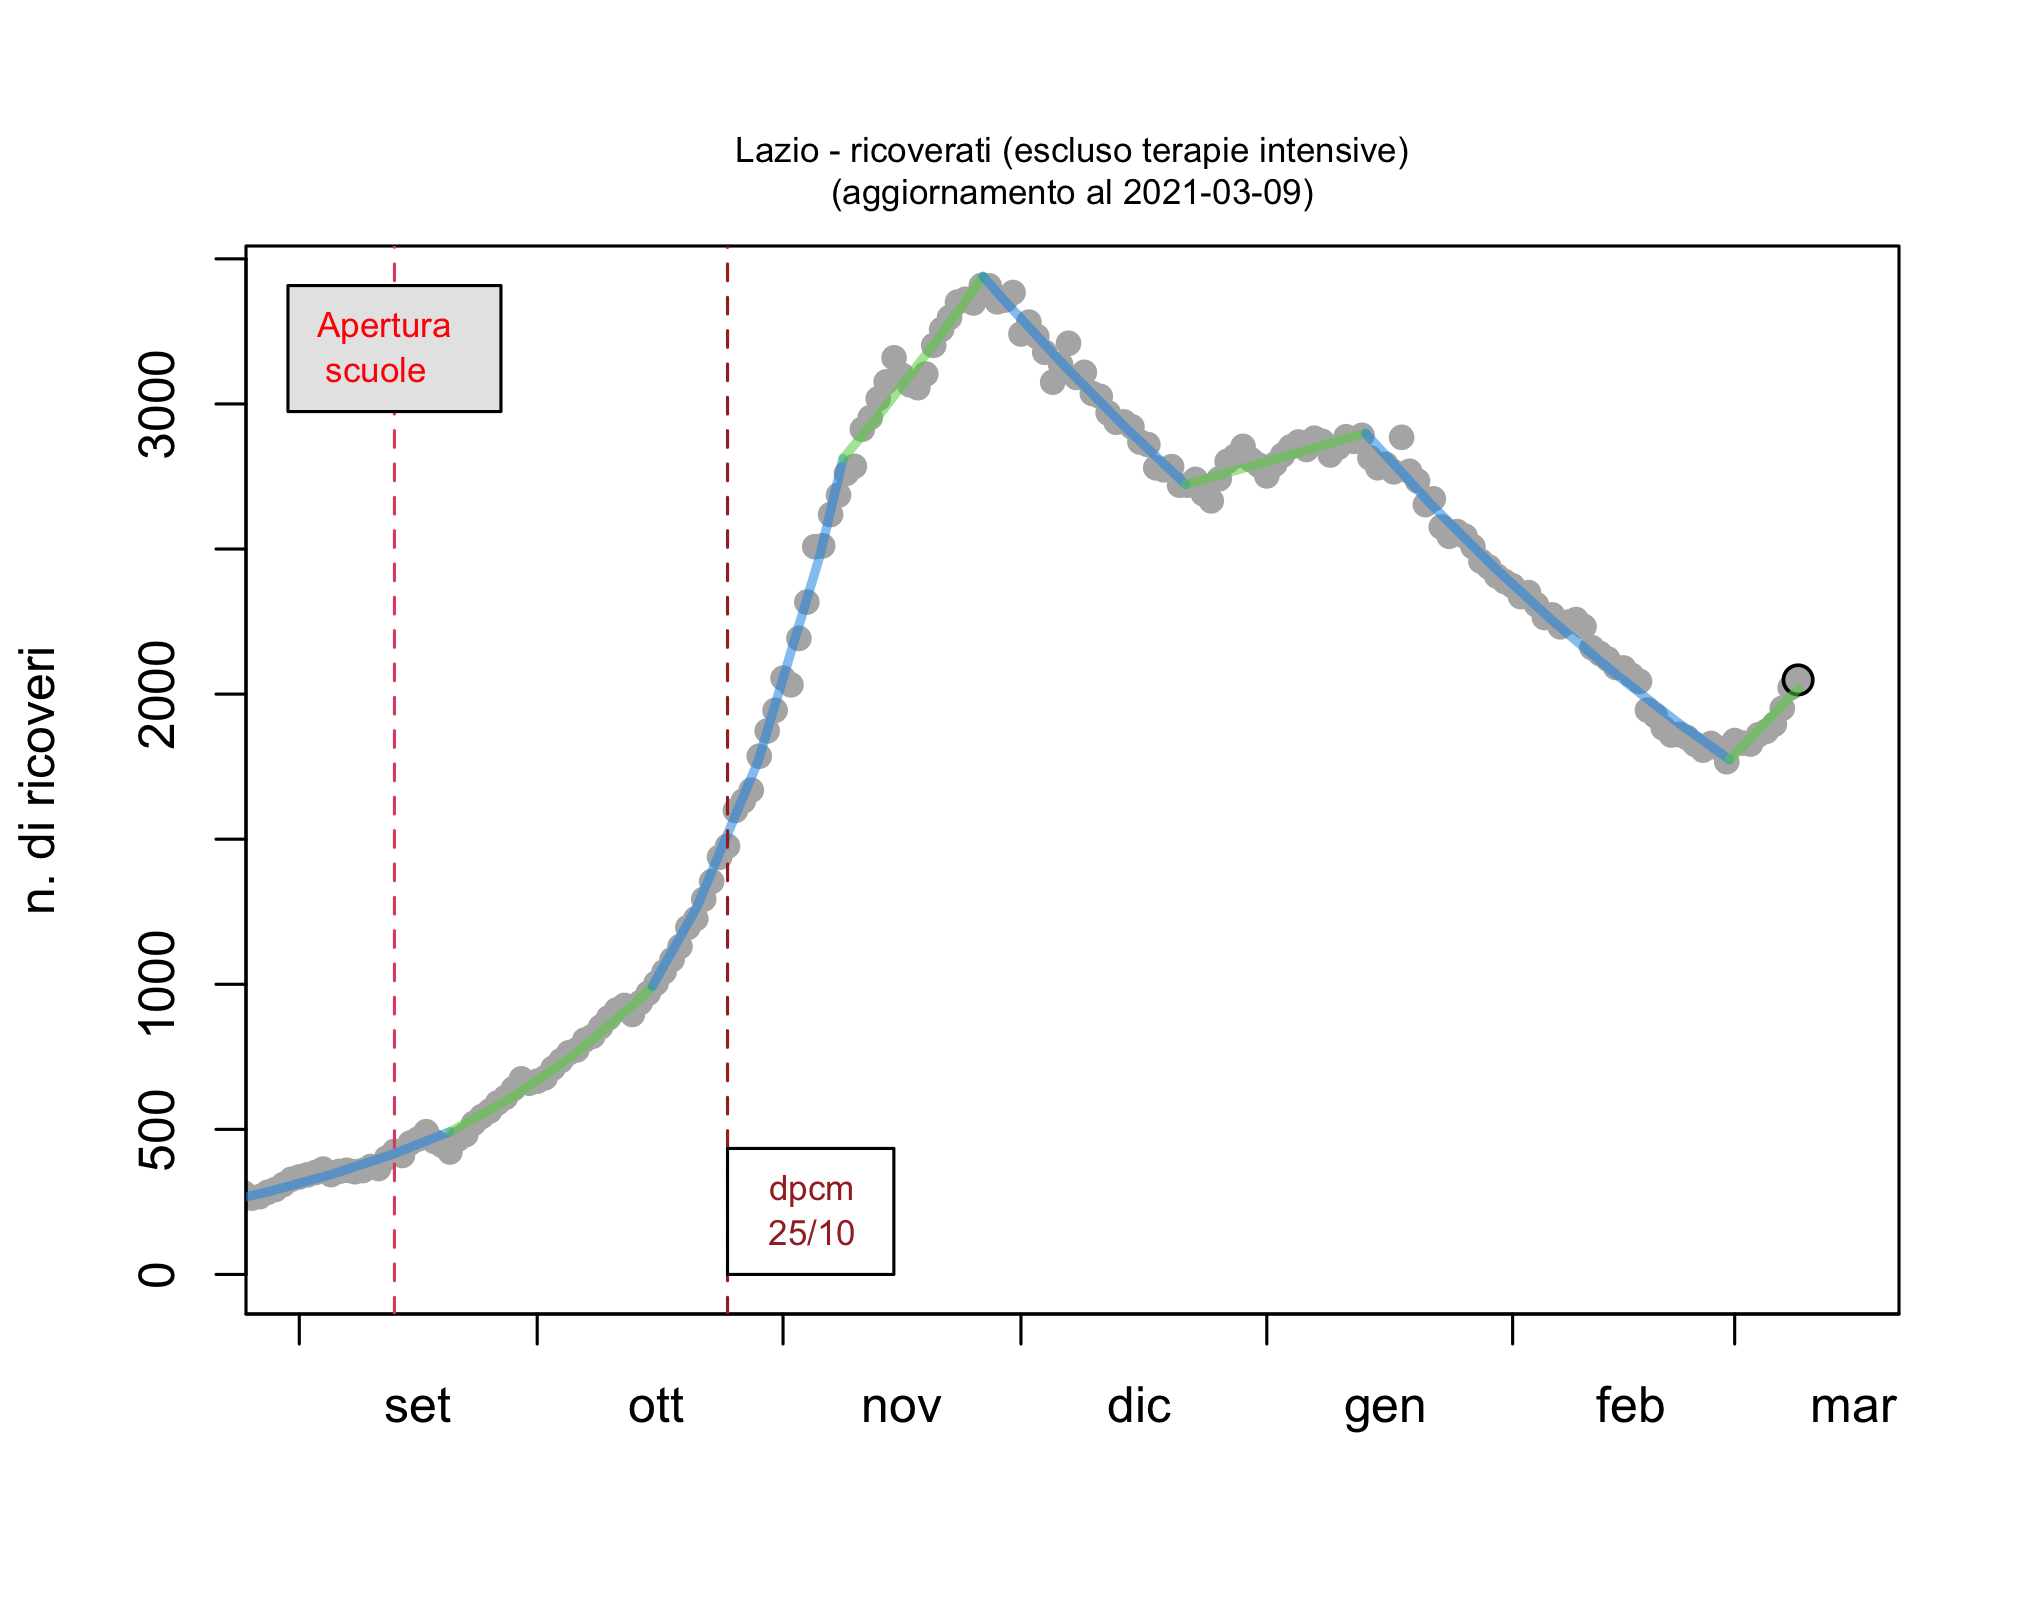 Lazio - ricoverati (escluso terapie intensive)
(aggiornamento al 2021-03-09)
Apertura
scuole
dpcm
25/10
n. di ricoveri
3000
2000
1000
500
0
set ott nov dic gen feb mar